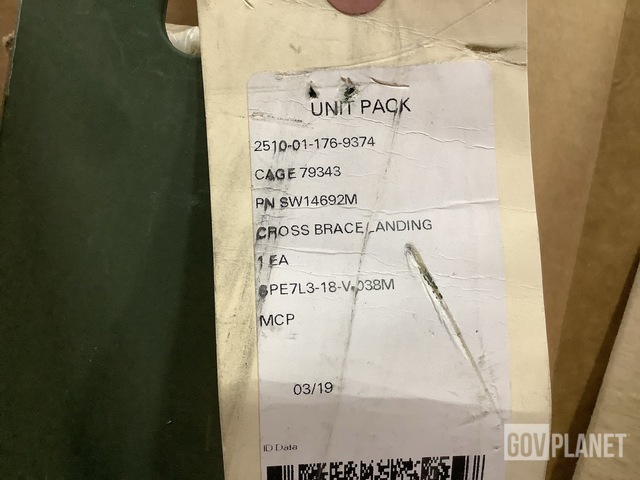 UNIT PACK
2510-01-176-9374
CAGE 79343
PN SW14692M
CROSS BRACE LANDING
1 EA
SPE7L3-18-V-038M
MCP
03/19
ID Data
GOVPLANET